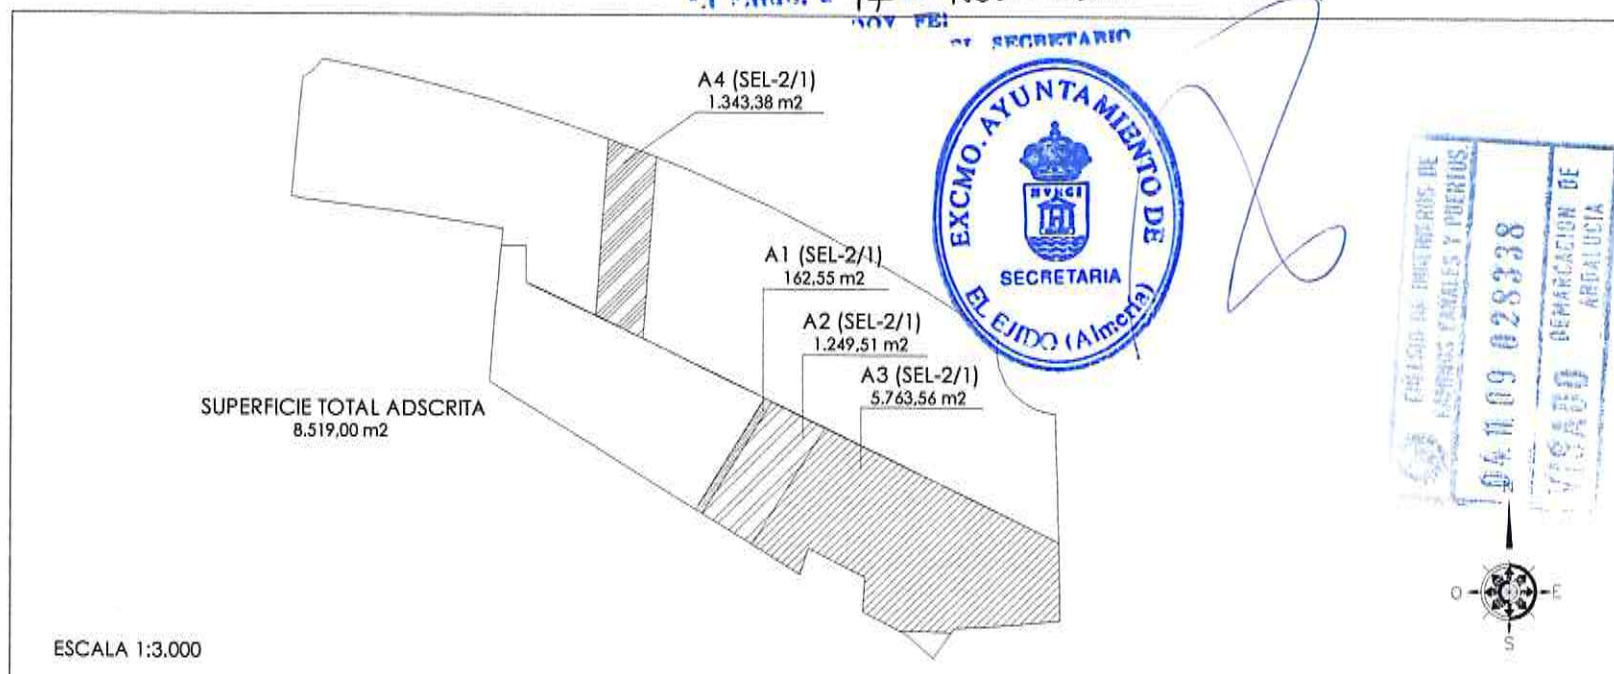 DOY FE:
EL SECRETARIO
A4 (SEL-2/1)
1.343,38 m2
EXCMO. AYUNTAMIENTO DE
EL EJIDO (Almería)
MVRGI
SECRETARIA
A1 (SEL-2/1)
162,55 m2
A2 (SEL-2/1)
1.249,51 m2
A3 (SEL-2/1)
5.763,56 m2
SUPERFICIE TOTAL ADSCRITA
8.519,00 m2
ESCALA 1:3.000
COLEGIO DE INGENIEROS DE
CAMINOS CANALES Y PUERTOS
04 11 09 028338
VISADO
DEMARCACION DE
ANDALUCIA
N
O
E
S